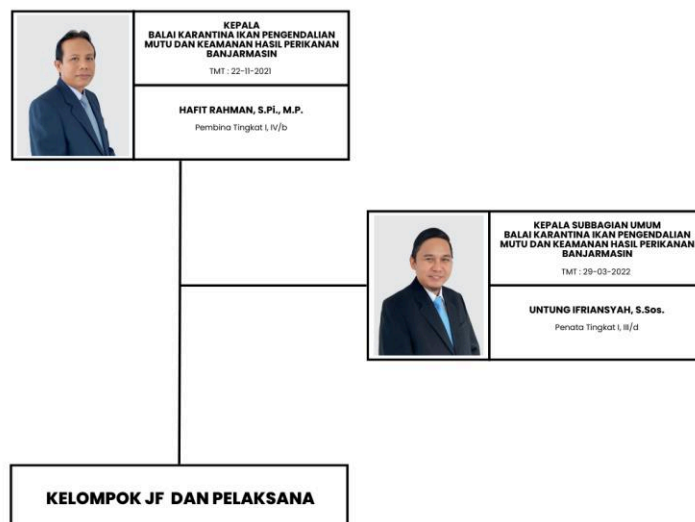 KEPALA
BALAI KARANTINA IKAN PENGENDALIAN
MUTU DAN KEAMANAN HASIL PERIKANAN
BANJARMASIN
TMT : 22-11-2021
HAFIT RAHMAN, S.Pi., M.P.
Pembina Tingkat I, IV/b
KEPALA SUBBAGIAN UMUM
BALAI KARANTINA IKAN PENGENDALIAN
MUTU DAN KEAMANAN HASIL PERIKANAN
BANJARMASIN
TMT : 29-03-2022
UNTUNG IFRIANSYAH, S.Sos.
Penata Tingkat I, III/d
KELOMPOK JF DAN PELAKSANA